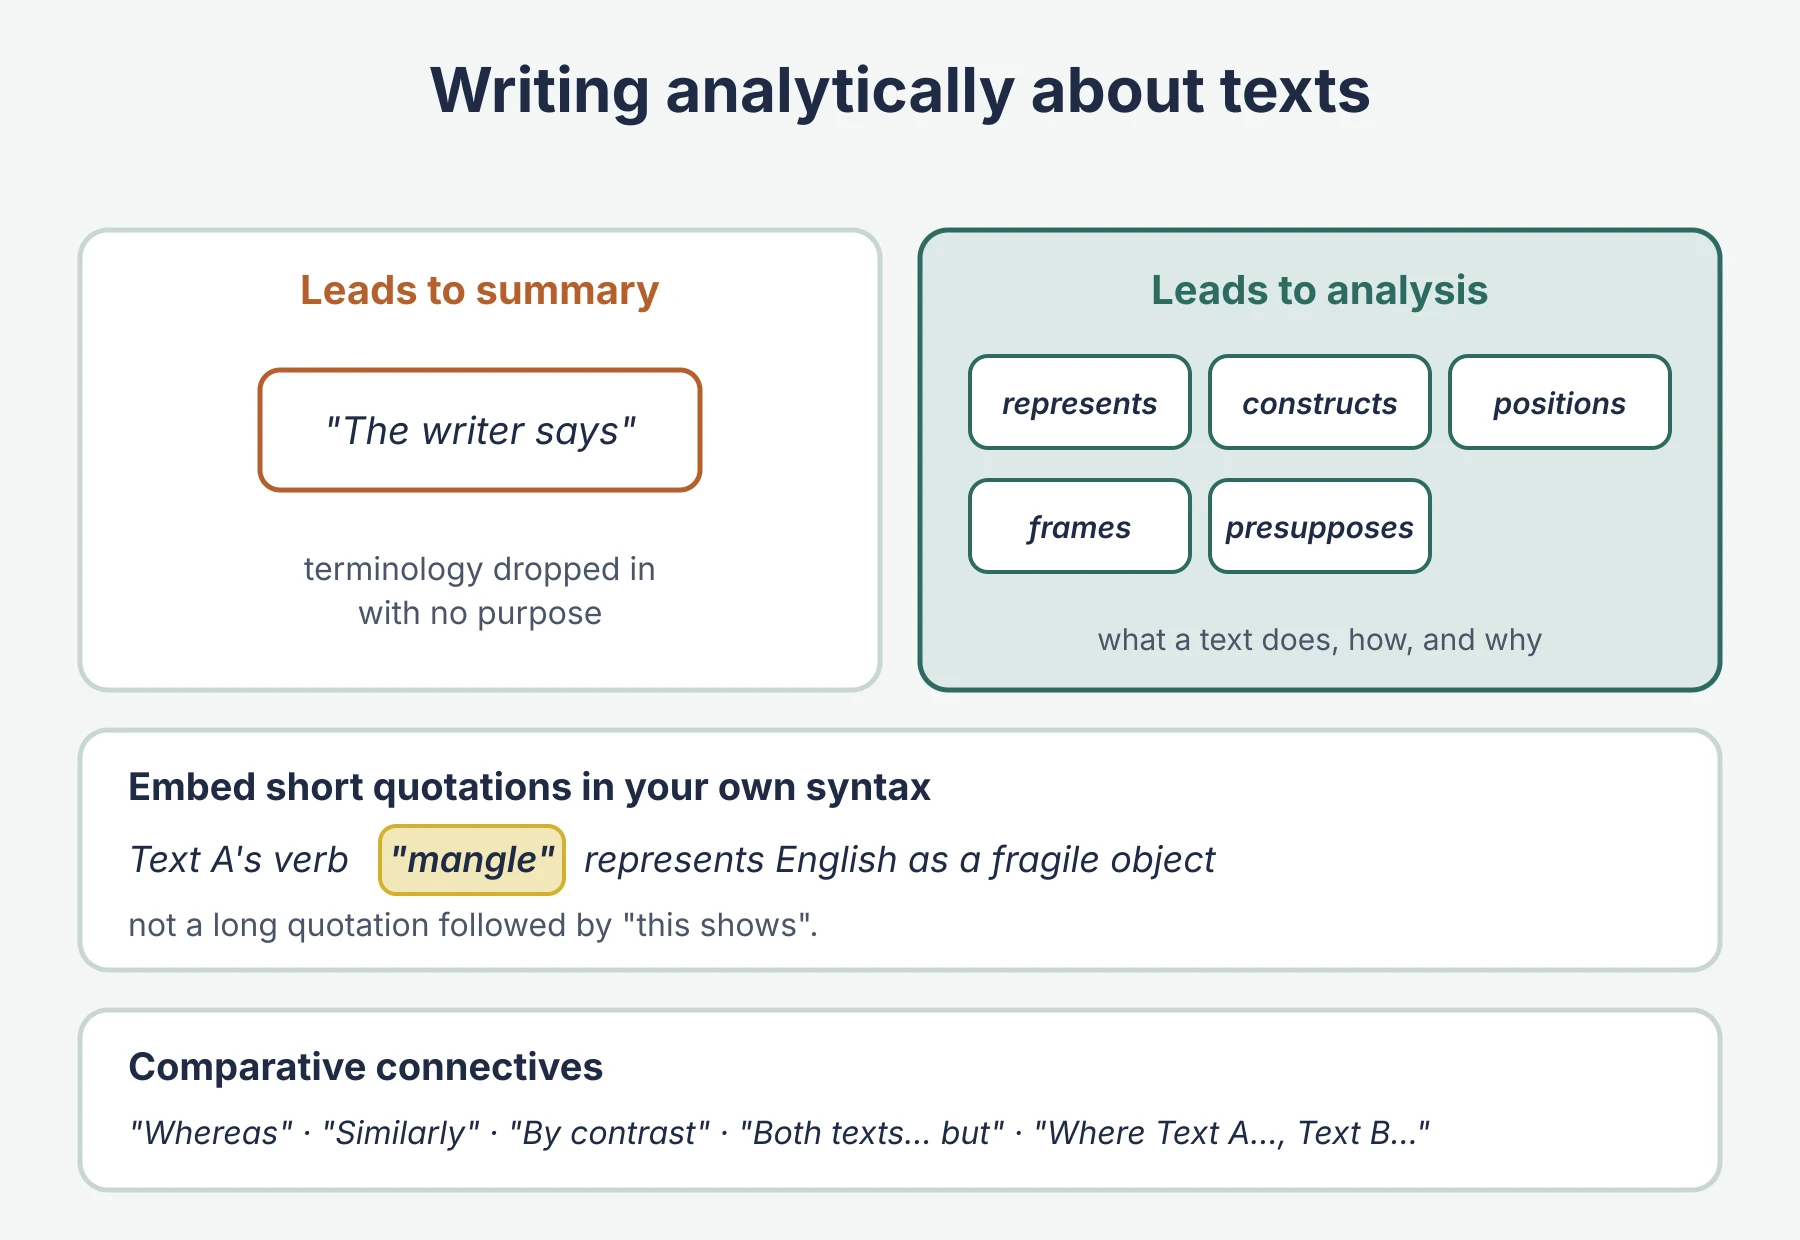 Writing analytically about texts
Leads to summary
"The writer says"
terminology dropped in
with no purpose
Leads to analysis
represents
constructs
positions
frames
presupposes
what a text does, how, and why
Embed short quotations in your own syntax
Text A's verb "mangle" represents English as a fragile object
not a long quotation followed by "this shows".
Comparative connectives
"Whereas" · "Similarly" · "By contrast" · "Both texts... but" · "Where Text A..., Text B..."